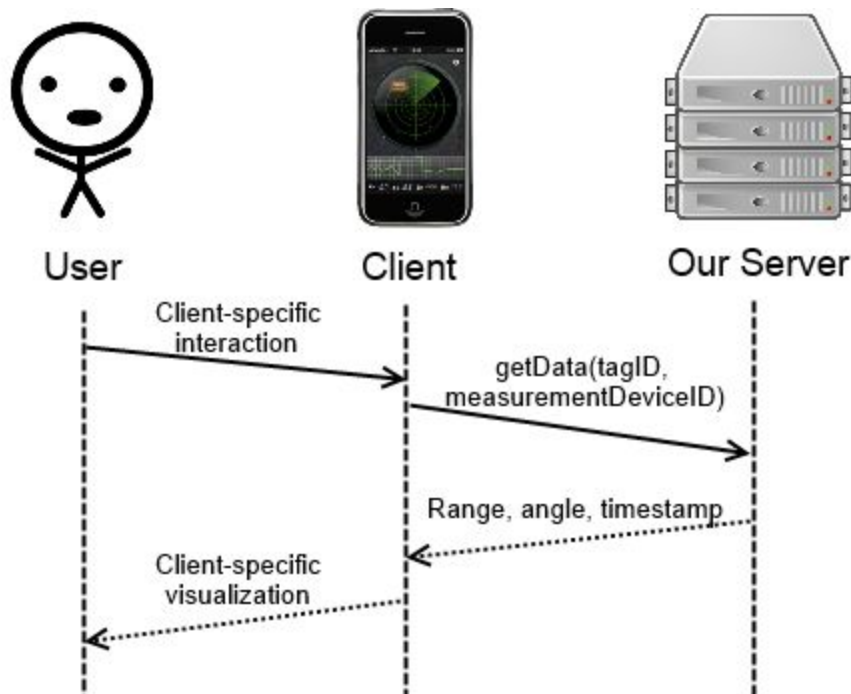 User
Client
Our Server
Client-specific
interaction
getData(tagID,
measurementDeviceID)
Range, angle, timestamp
Client-specific
visualization